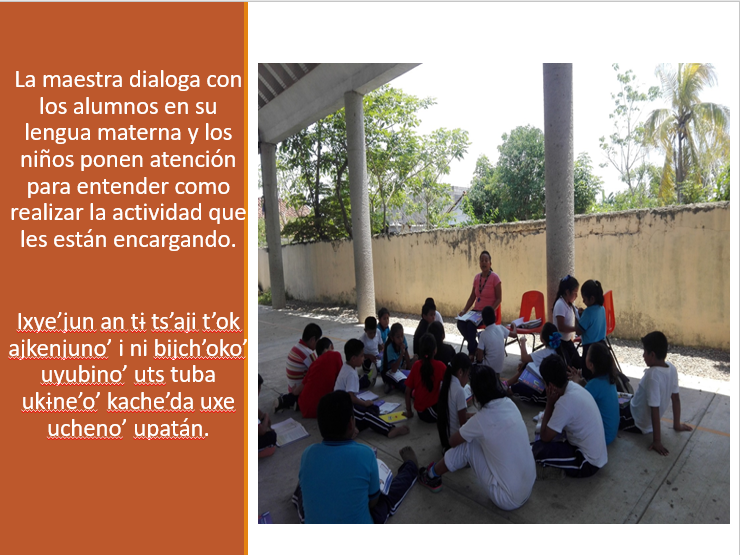 La maestra dialoga con
los alumnos en su
lengua materna y los
niños ponen atención
para entender como
realizar la actividad que
les están encargando.
Ixye’jun an tɨ ts’aji t’ok
ajkenjuno’ i ni bijch’oko’
uyubino’ uts tuba
ukɨne’o’ kache’da uxe
ucheno’ upatán.